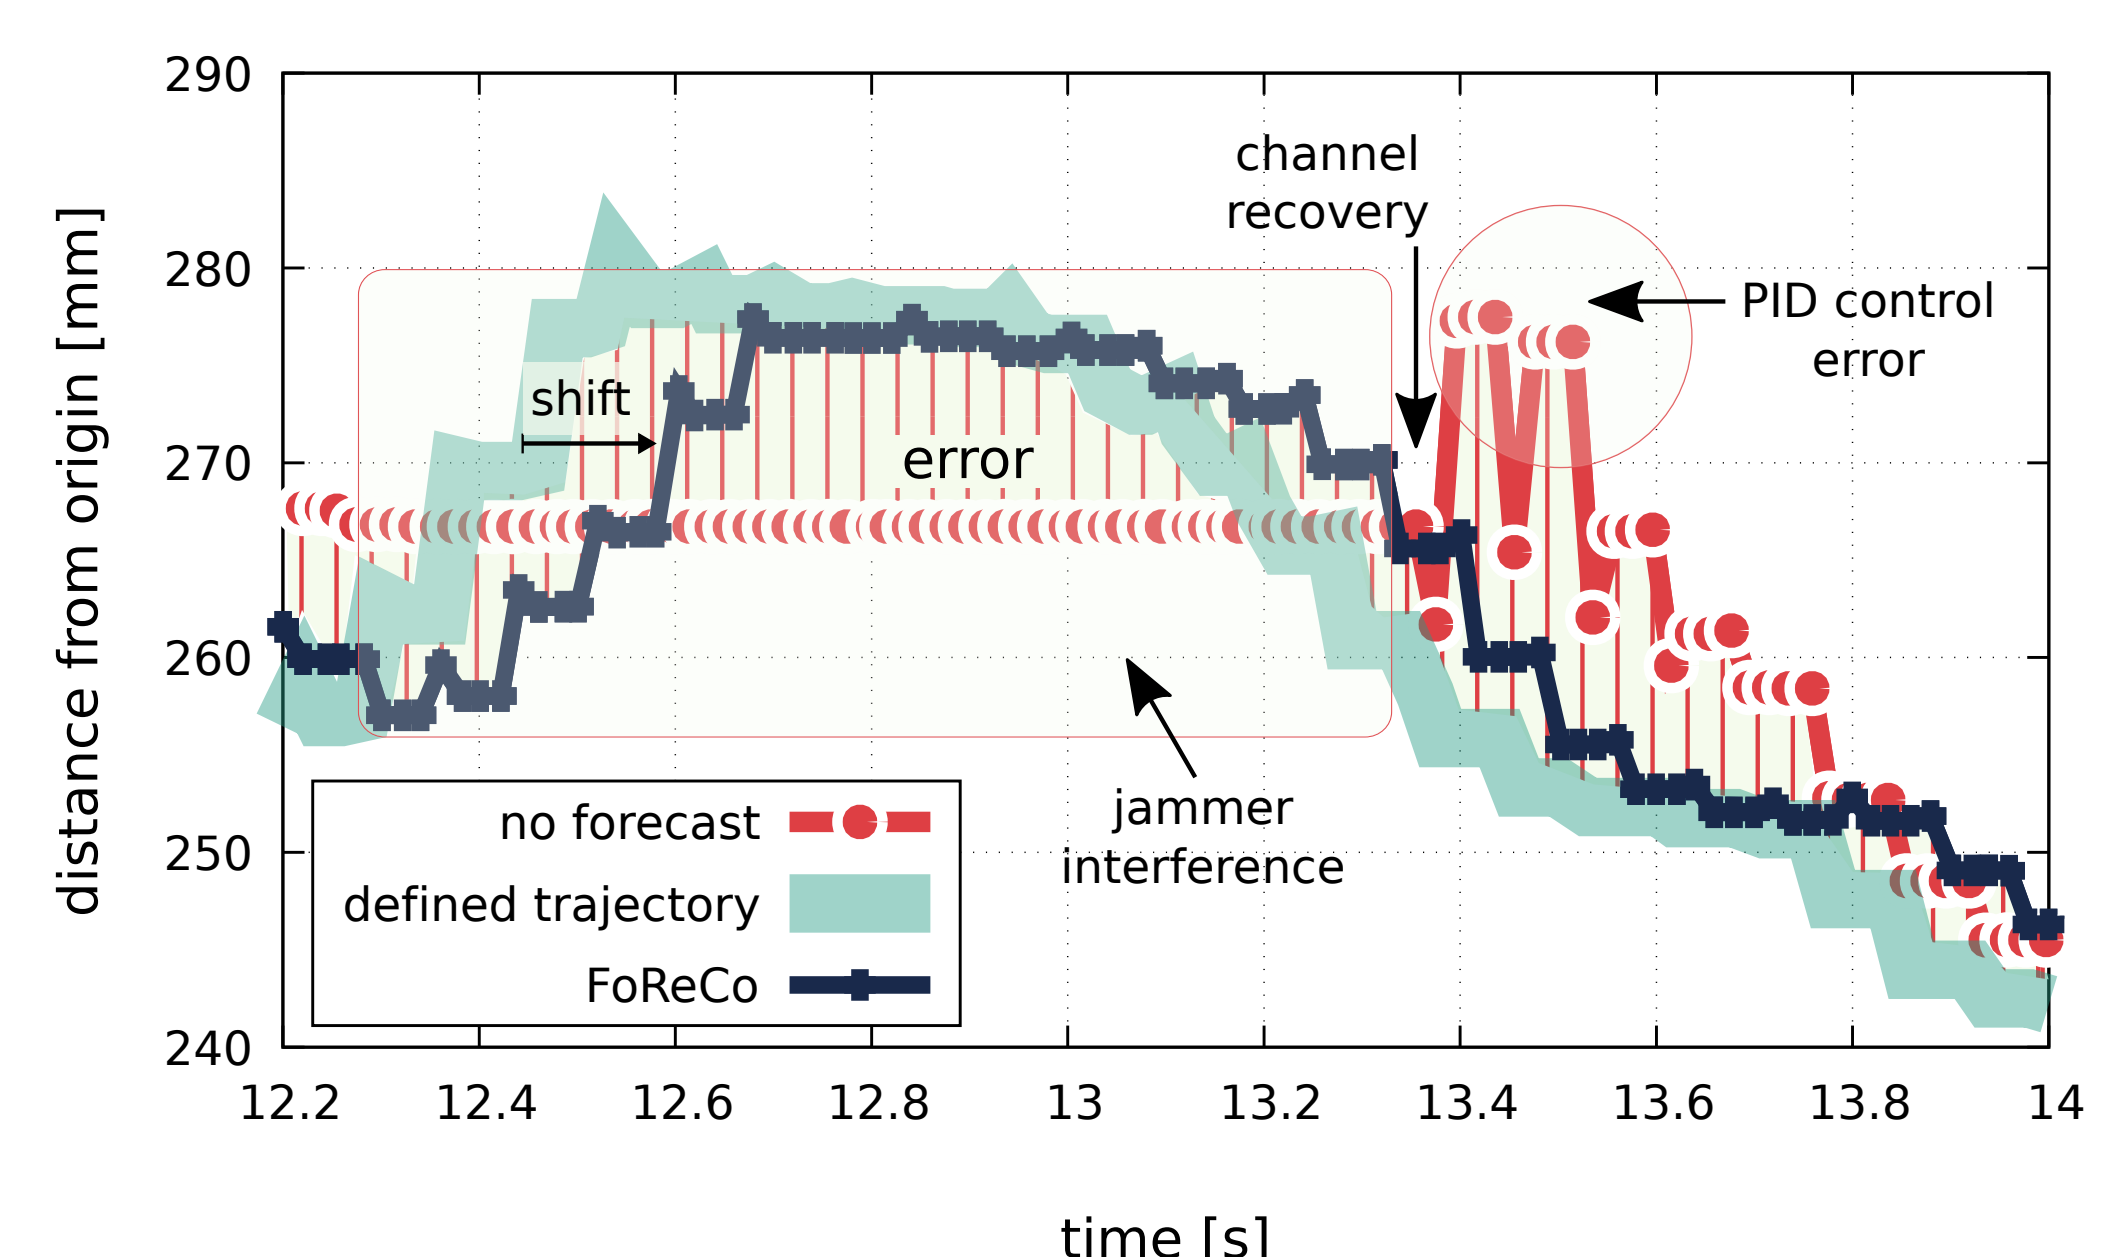 290
280
270
260
250
240
distance from origin [mm]
channel
recovery
PID control
error
shift
error
jammer
interference
no forecast
defined trajectory
FoReCo
12.2 12.4 12.6 12.8 13 13.2 13.4 13.6 13.8 14
time [s]